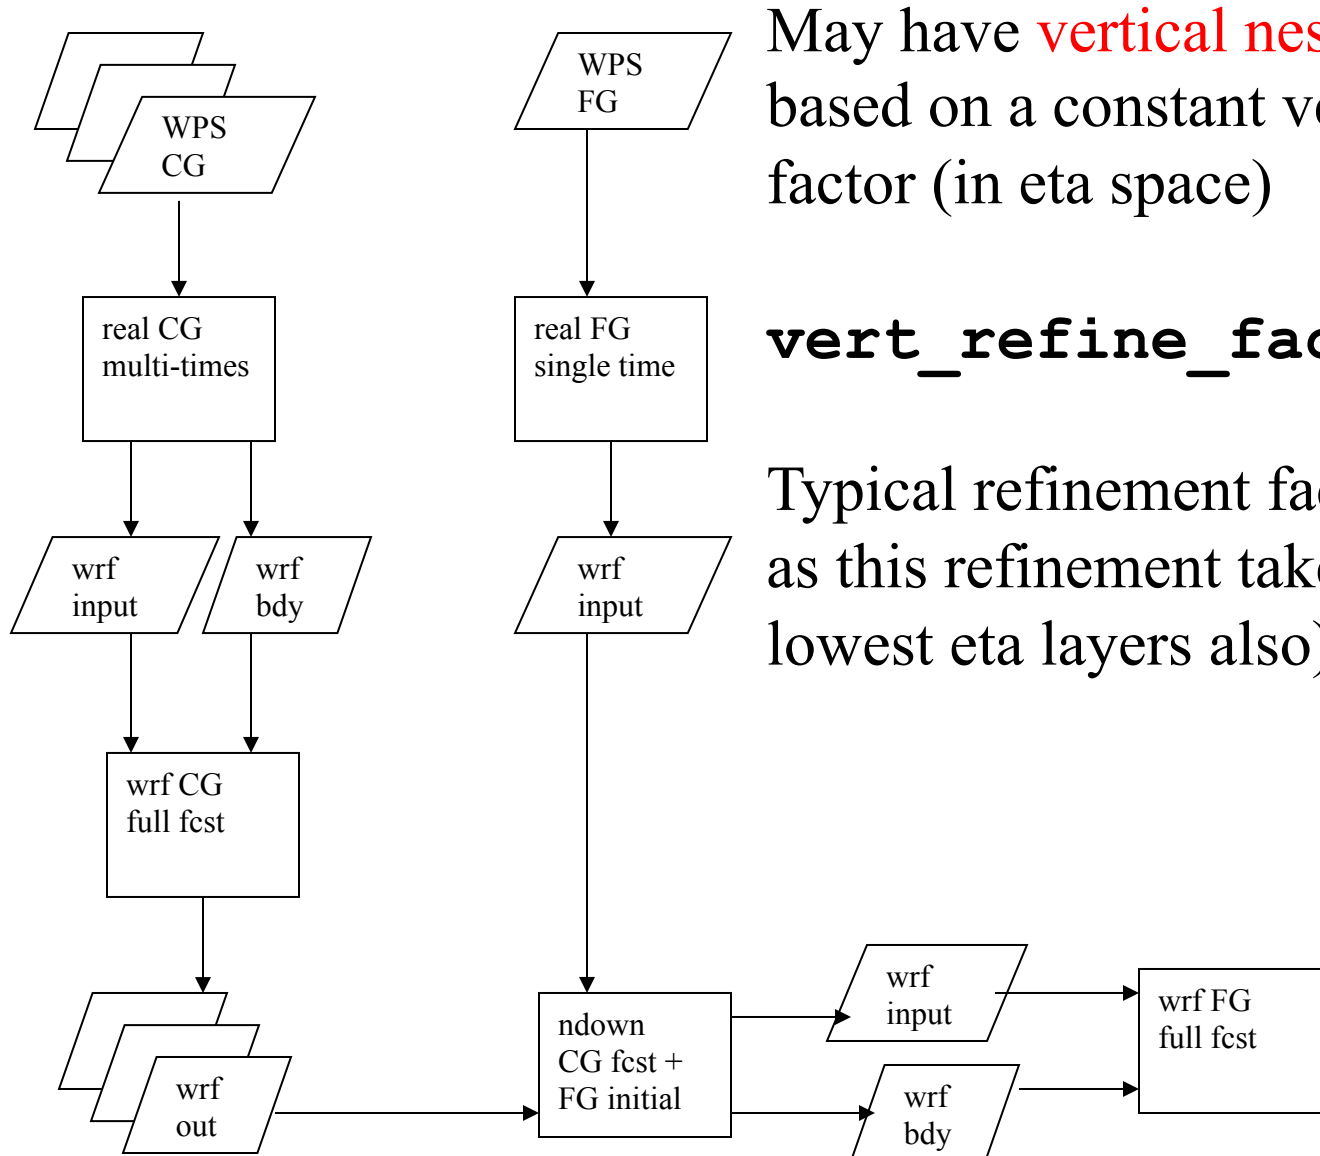 WPS
CG
WPS
FG
May have vertical nes
based on a constant ve
factor (in eta space)
real CG
multi-times
real FG
single time
vert_refine_fac
Typical refinement fac
as this refinement take
lowest eta layers also)
wrf
input
wrf
bdy
wrf
input
wrf CG
full fcst
wrf
out
ndown
CG fcst +
FG initial
wrf
input
wrf
bdy
wrf FG
full fcst